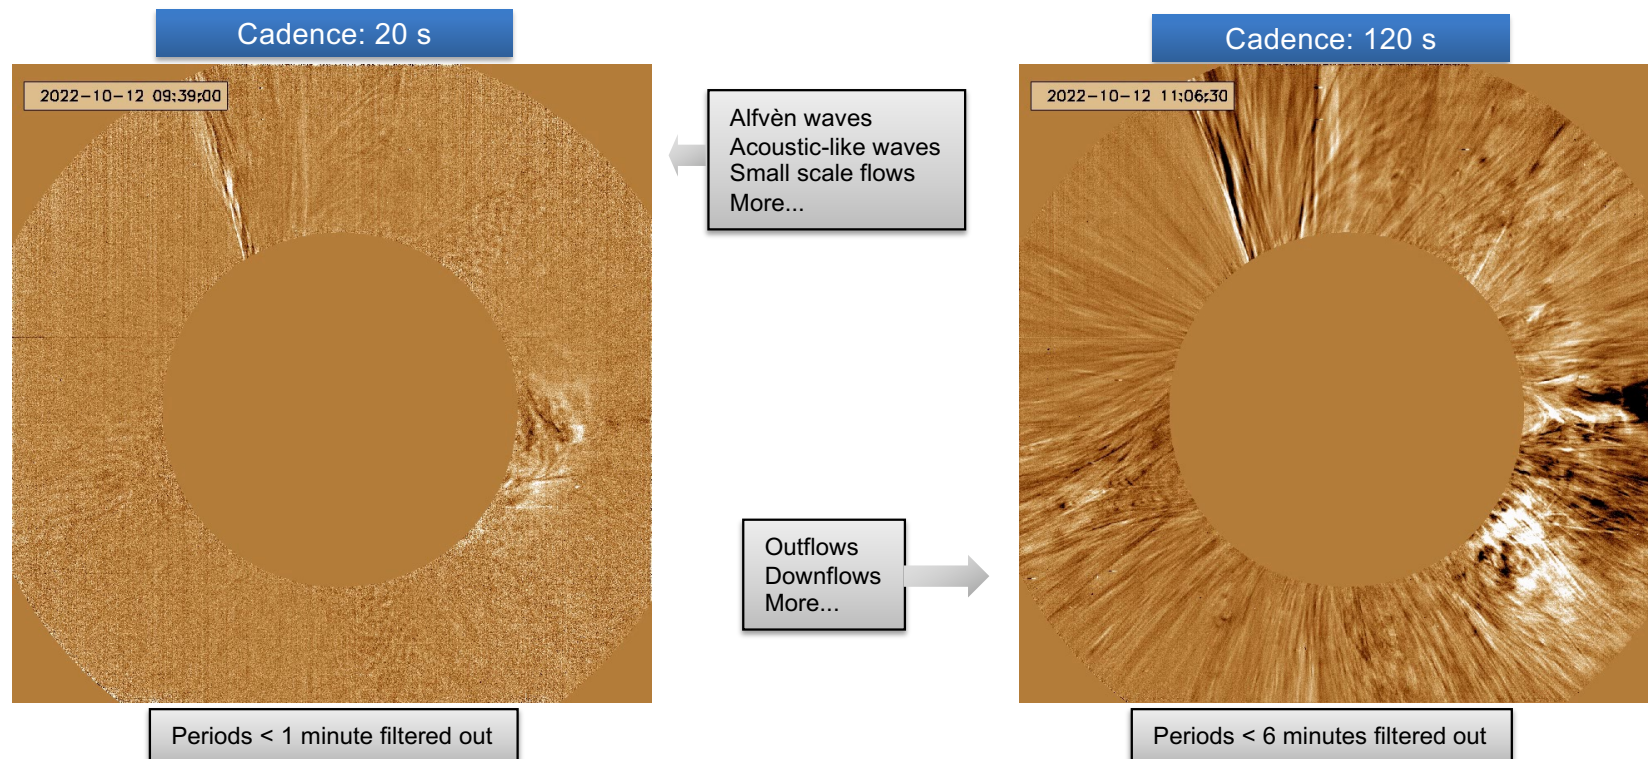 Cadence: 20 s
2022-10-12 09:39:00
Alfvèn waves
Acoustic-like waves
Small scale flows
More...
Outflows
Downflows
More...
Periods < 1 minute filtered out
Cadence: 120 s
2022-10-12 11:06:30
Periods < 6 minutes filtered out